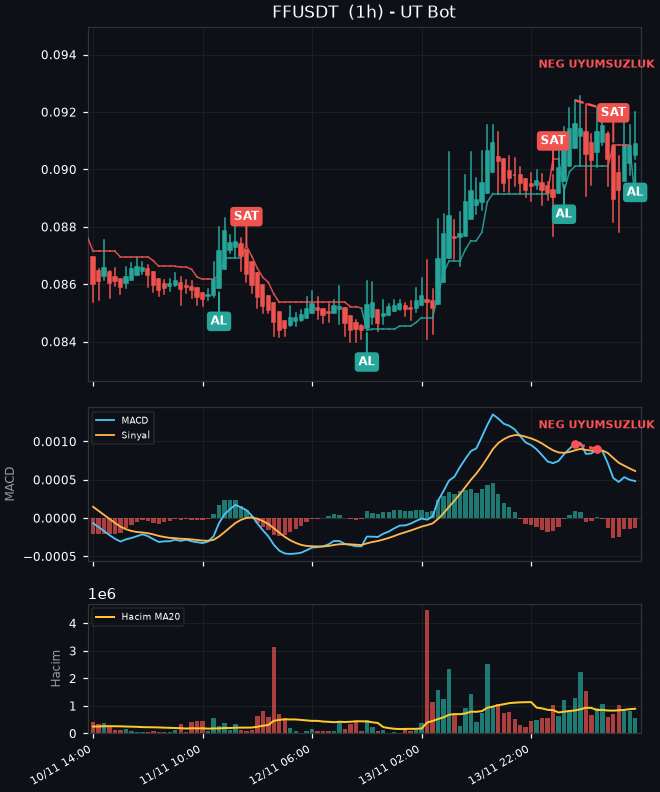 FFUSDT (1h) - UT Bot
0.094
0.092
0.090
0.088
0.086
0.084
NEG UYUMSUZLUK
SAT
SAT
SAT
AL
AL
AL
AL
MACD
MACD
Sinyal
NEG UYUMSUZLUK
0.0010
0.0005
0.0000
−0.0005
1e6
Hacim
Hacim MA20
4
3
2
1
0
10/11 14:00
11/11 10:00
12/11 06:00
13/11 02:00
13/11 22:00